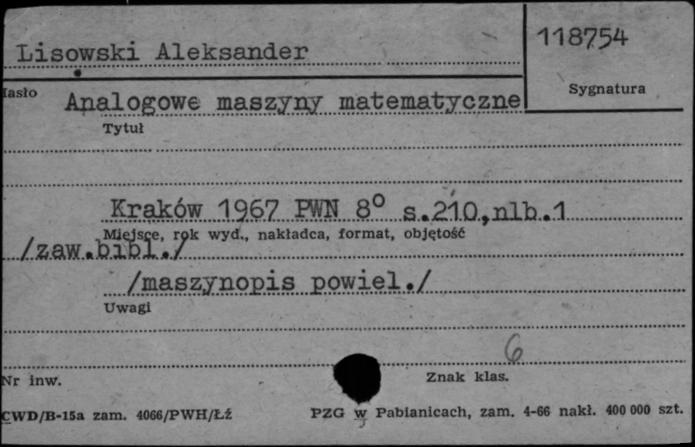 118754
Lisowski Aleksander
Sygnatura
Hasło
Analogowe maszyny matematyczne
Tytuł
Kraków 1967 PWN 8° s.210,nlb.1
Miejsce, rok wyd., nakładca, format, objętość
/zaw.bibl./
/maszynopis powiel./
Uwagi
6
Nr inw.
Znak klas.
CWD/B-15a zam. 4066/PWH/Łź
PZG w Pabianicach, zam. 4-66 nakł. 400 000 szt.